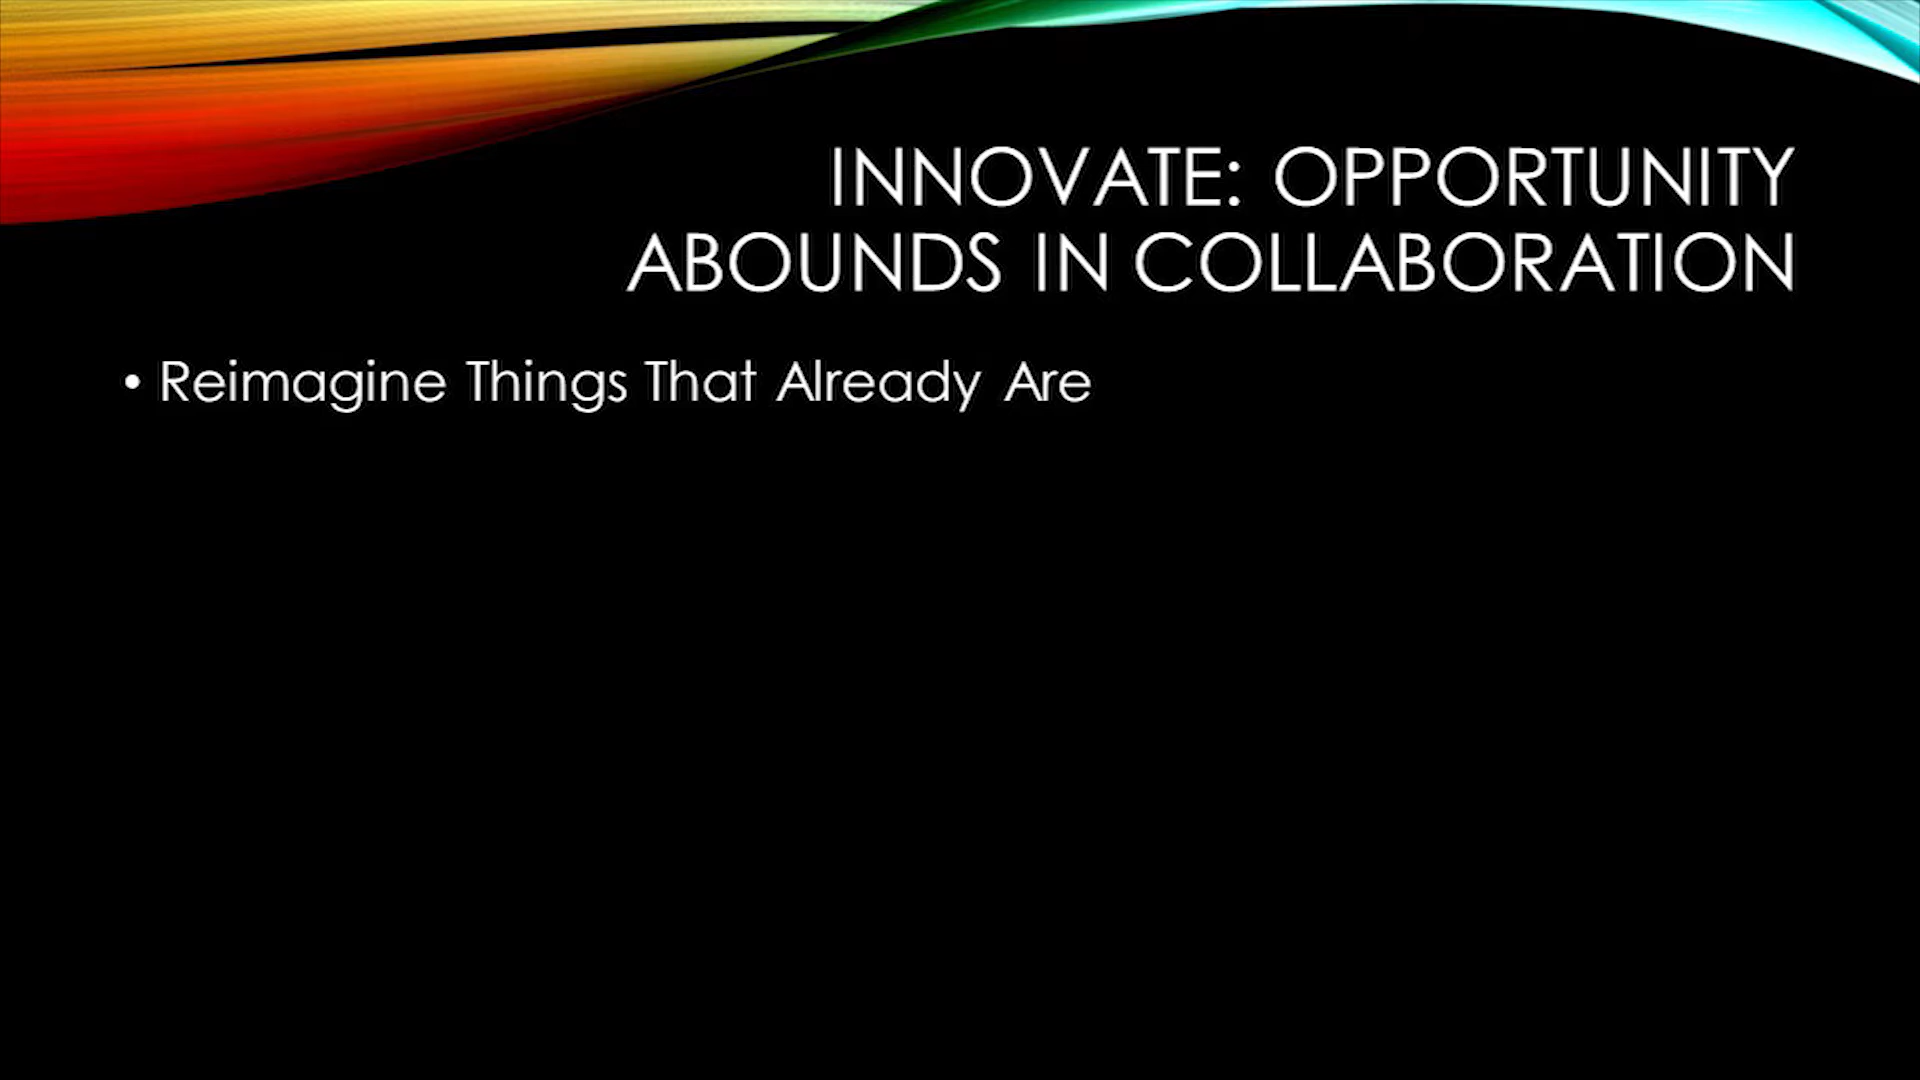 INNOVATE: OPPORTUNITY
ABOUNDS IN COLLABORATION
• Reimagine Things That Already Are